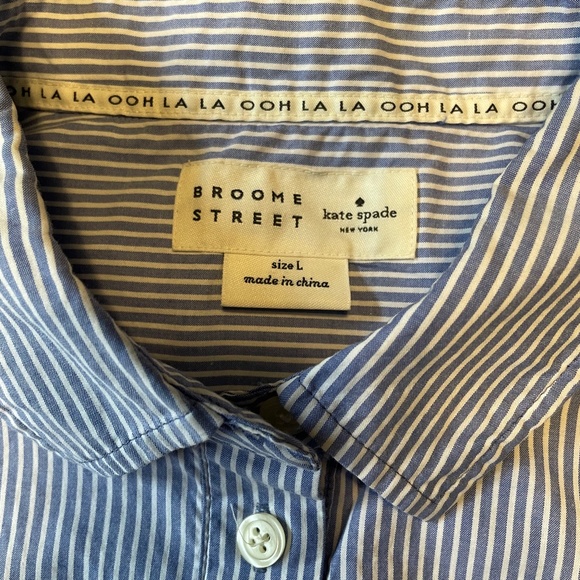 OOH LA LA OOH LA LA OOH LA LA OOH LA LA OOH
BROOME
STREET
kate spade
NEW YORK
size L
made in china